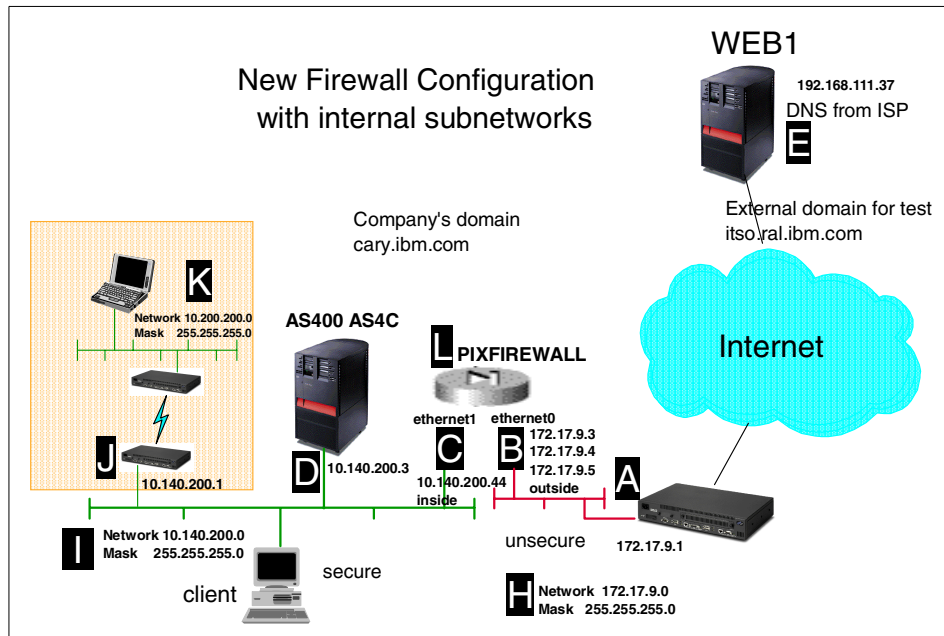 New Firewall Configuration
with internal subnetworks
WEB1
192.168.111.37
DNS from ISP
E
Company's domain
cary.ibm.com
External domain for test
itso.ral.ibm.com
K
Network 10.200.200.0
Mask 255.255.255.0
AS400 AS4C
L PIXFIREWALL
Internet
ethernet1
ethernet0
J
10.140.200.1
D
10.140.200.3
C
10.140.200.44
inside
B
172.17.9.3
172.17.9.4
172.17.9.5
outside
A
172.17.9.1
I
Network 10.140.200.0
Mask 255.255.255.0
client
secure
unsecure
H
Network 172.17.9.0
Mask 255.255.255.0